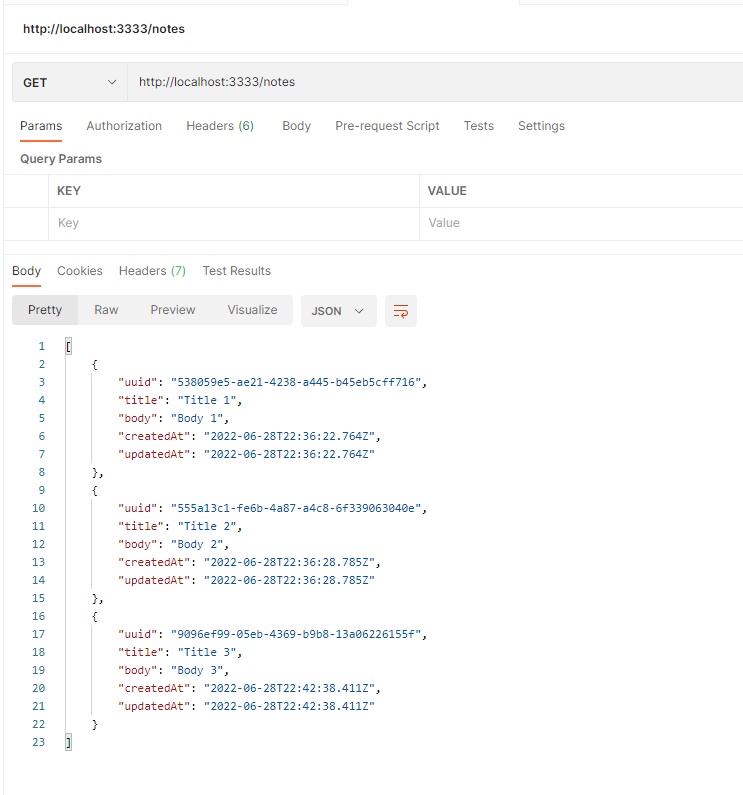 http://localhost:3333/notes
GET http://localhost:3333/notes
Params Authorization Headers (6) Body Pre-request Script Tests Settings
Query Params
KEY VALUE
Key Value
Body Cookies Headers (7) Test Results
Pretty Raw Preview Visualize JSON
1 [
2 {
3 "uuid": "538059e5-ae21-4238-a445-b45eb5cff716",
4 "title": "Title 1",
5 "body": "Body 1",
6 "createdAt": "2022-06-28T22:36:22.764Z",
7 "updatedAt": "2022-06-28T22:36:22.764Z"
8 },
9 {
10 "uuid": "555a13c1-fe6b-4a87-a4c8-6f339063040e",
11 "title": "Title 2",
12 "body": "Body 2",
13 "createdAt": "2022-06-28T22:36:28.785Z",
14 "updatedAt": "2022-06-28T22:36:28.785Z"
15 },
16 {
17 "uuid": "9096ef99-05eb-4369-b9b8-13a06226155f",
18 "title": "Title 3",
19 "body": "Body 3",
20 "createdAt": "2022-06-28T22:42:38.411Z",
21 "updatedAt": "2022-06-28T22:42:38.411Z"
22 }
23 ]